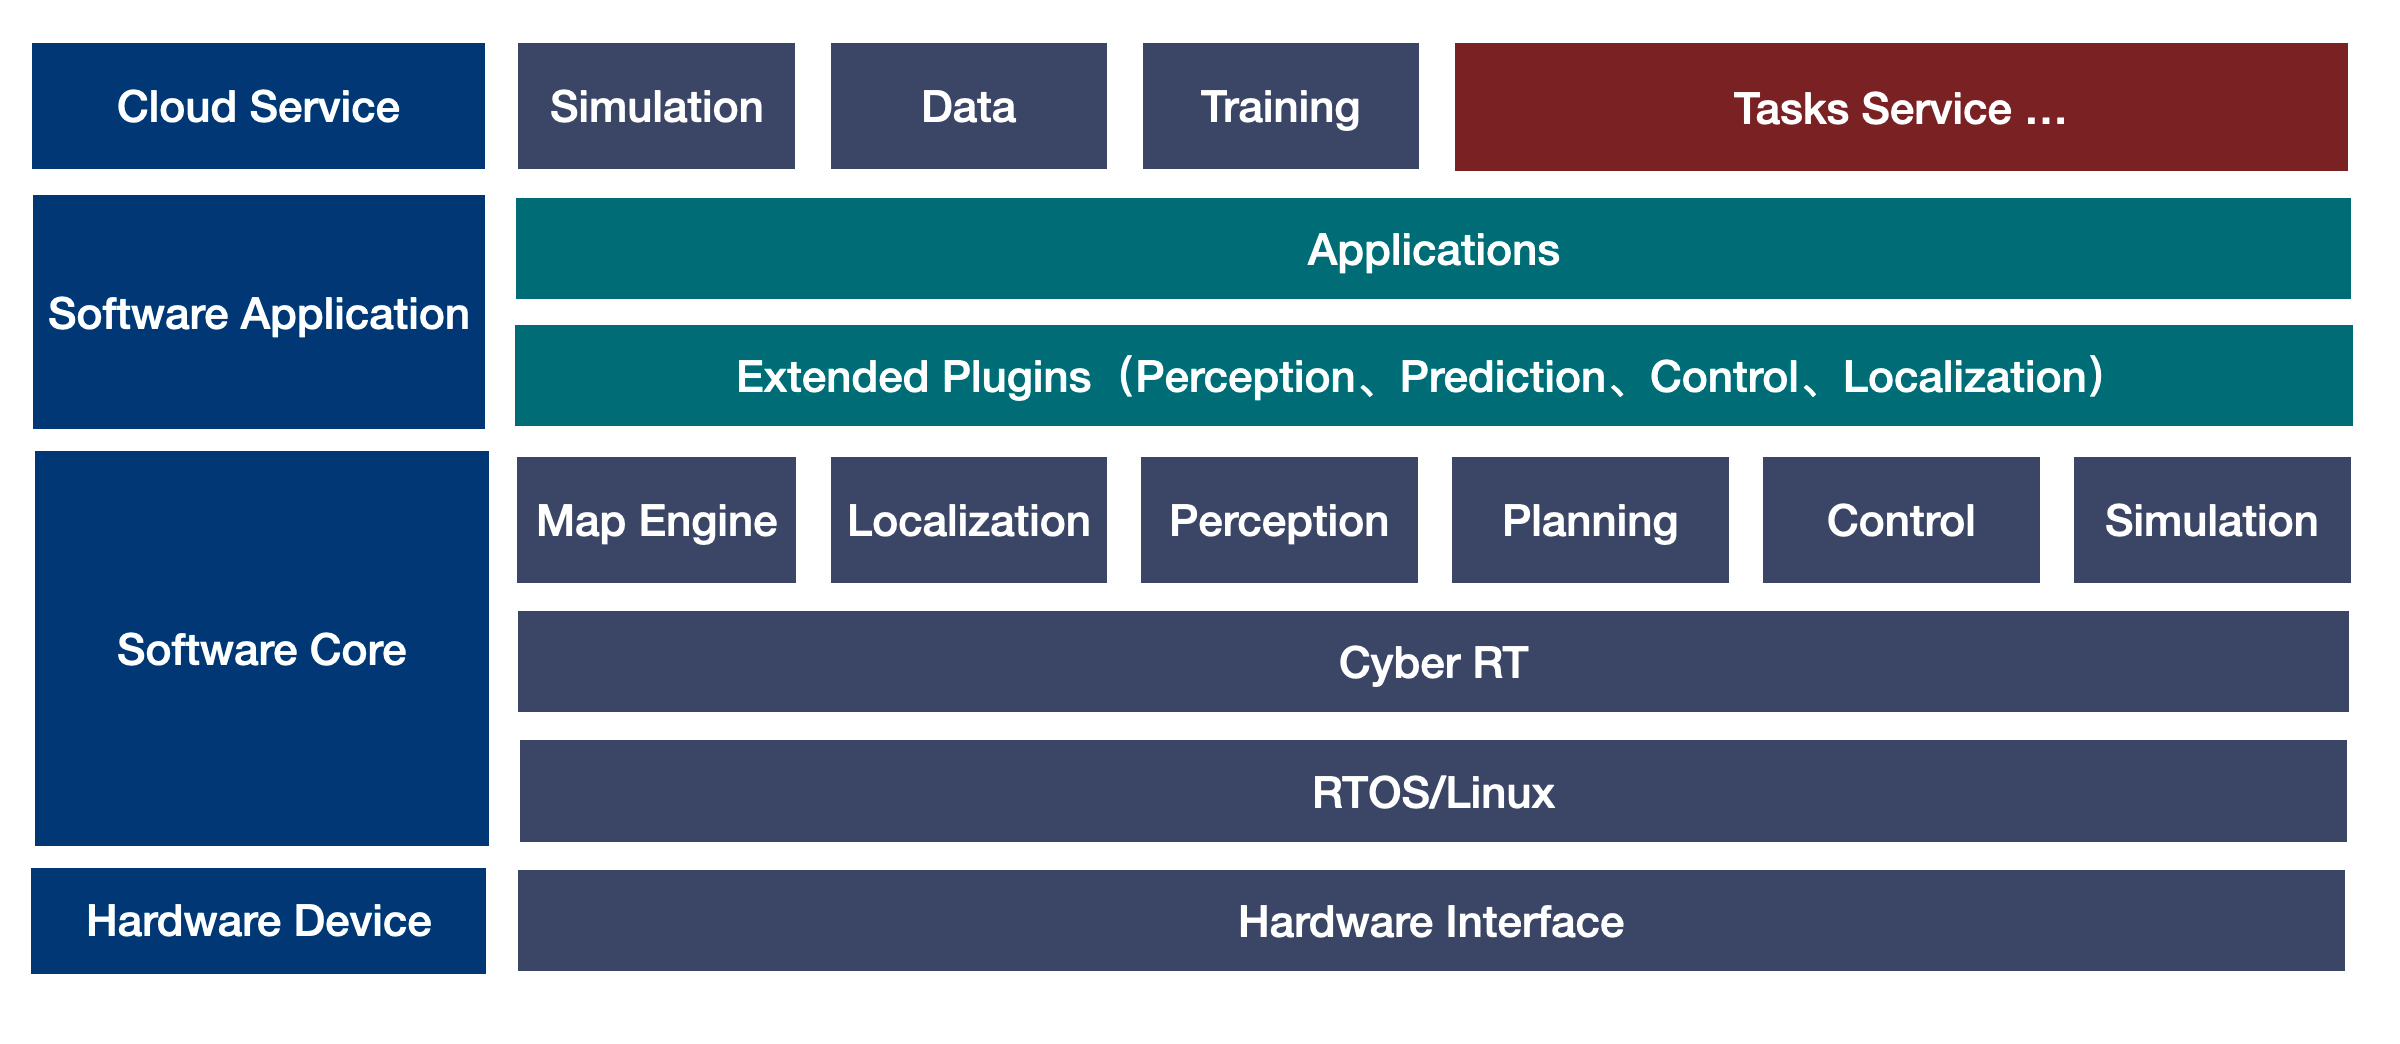 Cloud Service
Simulation
Data
Training
Tasks Service ...
Software Application
Applications
Extended Plugins（Perception、Prediction、Control、Localization）
Software Core
Map Engine
Localization
Perception
Planning
Control
Simulation
Cyber RT
RTOS/Linux
Hardware Device
Hardware Interface